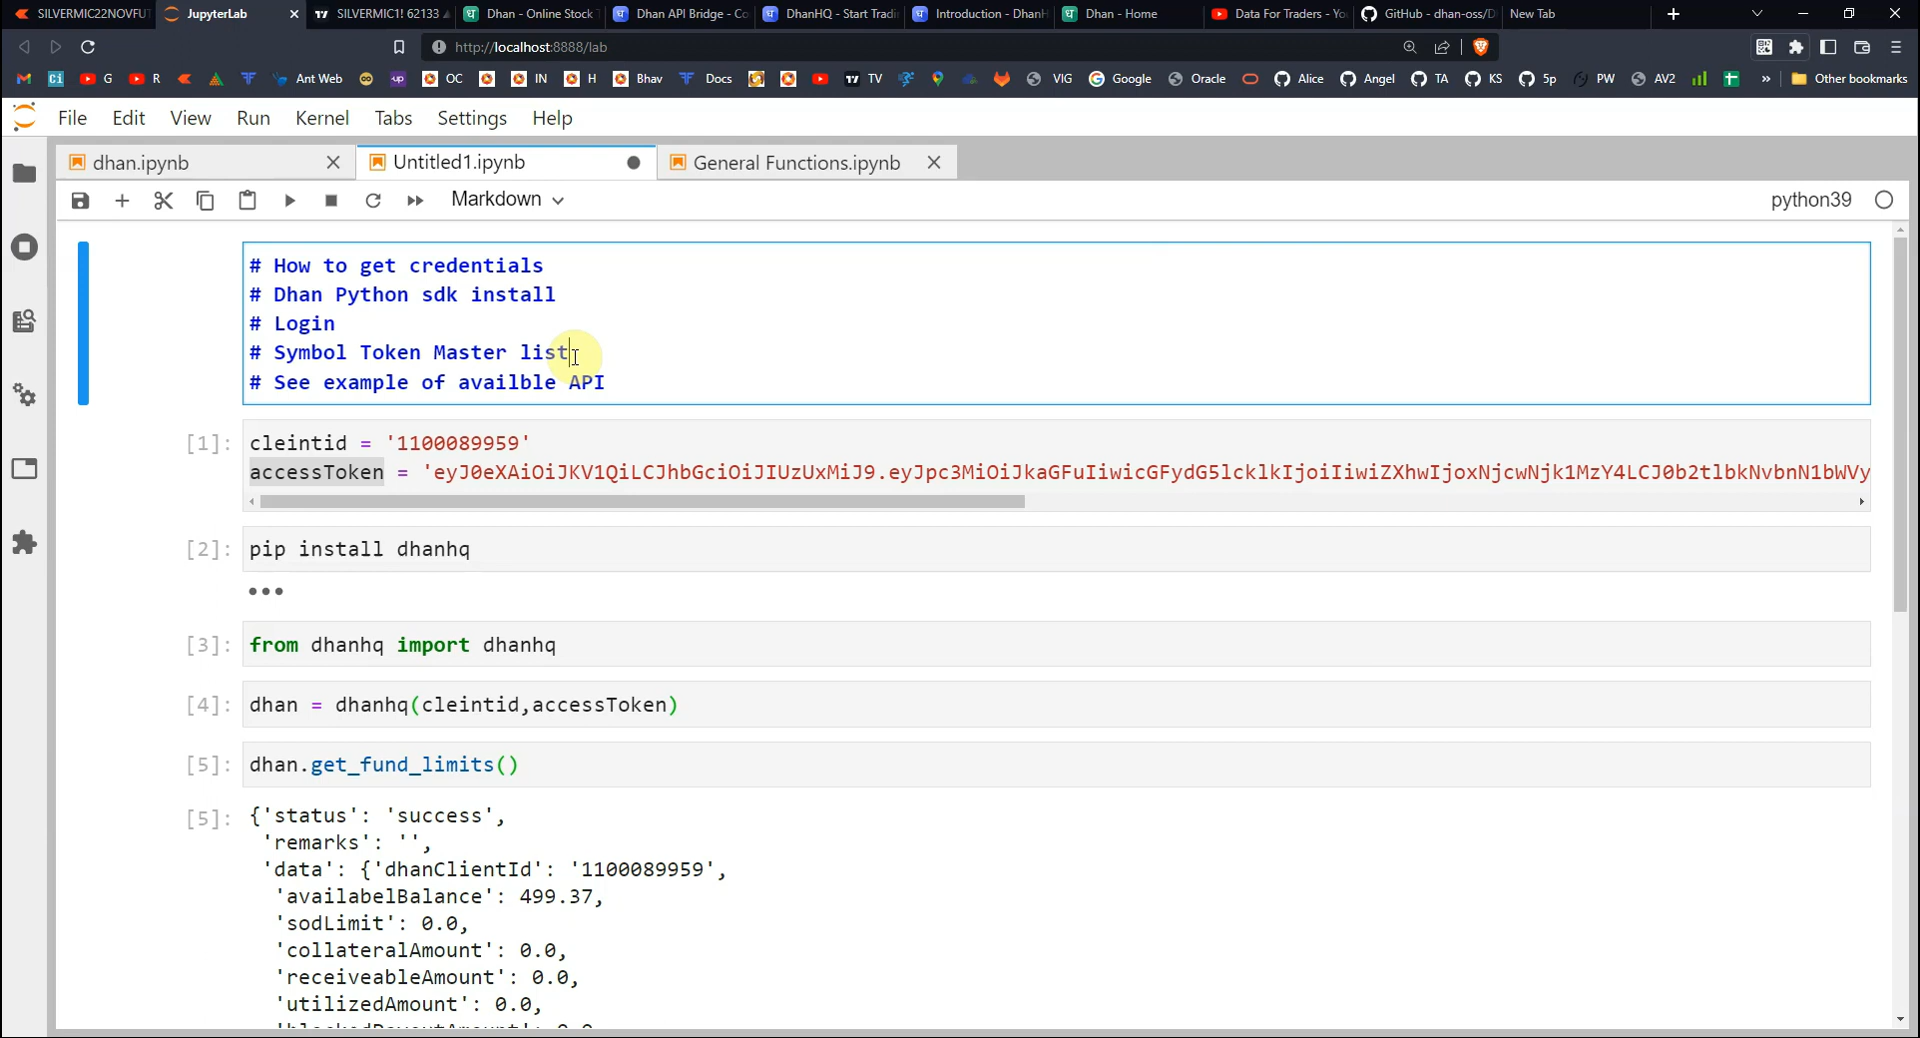 SILVERMIC22NOVFUT
JupyterLab
SILVERMIC1! 62133
Dhan - Online Stock
Dhan API Bridge - Co
DhanHQ - Start Tradi
Introduction - DhanH
Dhan - Home
Data For Traders - Yo
GitHub - dhan-oss/D
New Tab
http://localhost:8888/lab
G
R
Ant Web
OC
IN
H
Bhav
Docs
TV
VIG
Google
Oracle
Alice
Angel
TA
KS
5p
PW
AV2
»
Other bookmarks
File Edit View Run Kernel Tabs Settings Help
dhan.ipynb
Untitled1.ipynb
General Functions.ipynb
Markdown
python39
# How to get credentials
# Dhan Python sdk install
# Login
# Symbol Token Master list
# See example of availble API
[1]: cleintid = '1100089959'
accessToken = 'eyJ0eXAiOiJKV1QiLCJhbGciOiJIUzUxMiJ9.eyJpc3MiOiJkaGFuIiwicGFydG5lcklkIjoiIiwiZXhwIjoxNjcwNjk1MzY4LCJ0b2tlbkNvbnN1bWVy
[2]: pip install dhanhq
•••
[3]: from dhanhq import dhanhq
[4]: dhan = dhanhq(cleintid,accessToken)
[5]: dhan.get_fund_limits()
[5]: {'status': 'success',
'remarks': '',
'data': {'dhanClientId': '1100089959',
'availabelBalance': 499.37,
'sodLimit': 0.0,
'collateralAmount': 0.0,
'receiveableAmount': 0.0,
'utilizedAmount': 0.0,